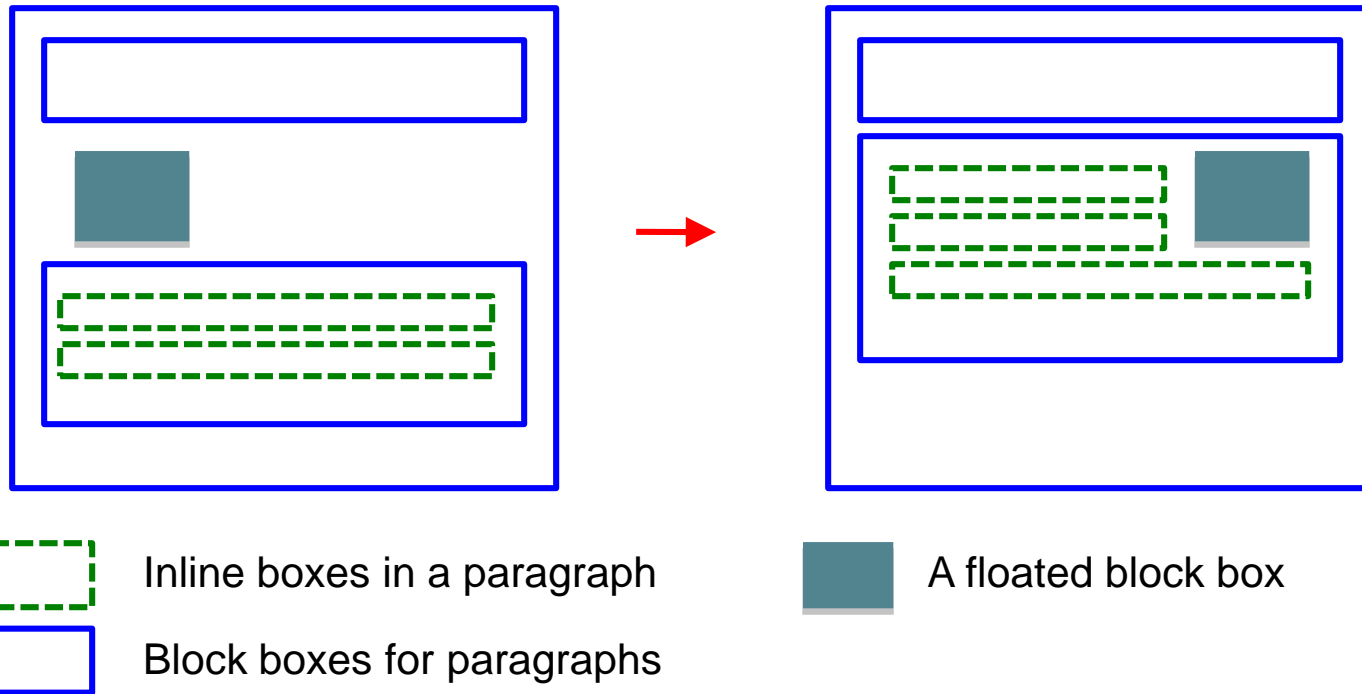 Inline boxes in a paragraph
A floated block box
Block boxes for paragraphs